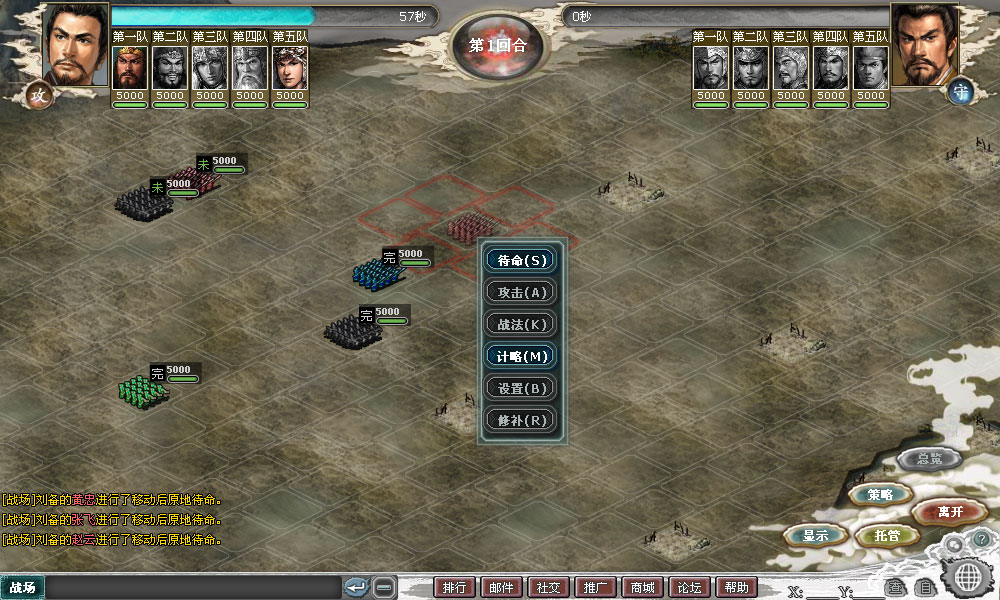 57秒
0秒
第1回合
第一队 第二队 第三队 第四队 第五队
第一队 第二队 第三队 第四队 第五队
5000 5000 5000 5000 5000
5000 5000 5000 5000 5000
攻
守
未 5000
未 5000
完 5000
完 5000
完 5000
待命(S)
攻击(A)
战法(K)
计略(M)
设置(B)
修补(R)
总览
策略
离开
显示
托管
?
[战场]刘备的黄忠进行了移动后原地待命。
[战场]刘备的张飞进行了移动后原地待命。
[战场]刘备的赵云进行了移动后原地待命。
战场
排行 邮件 社交 推广 商城 论坛 帮助
X: Y: 查 自